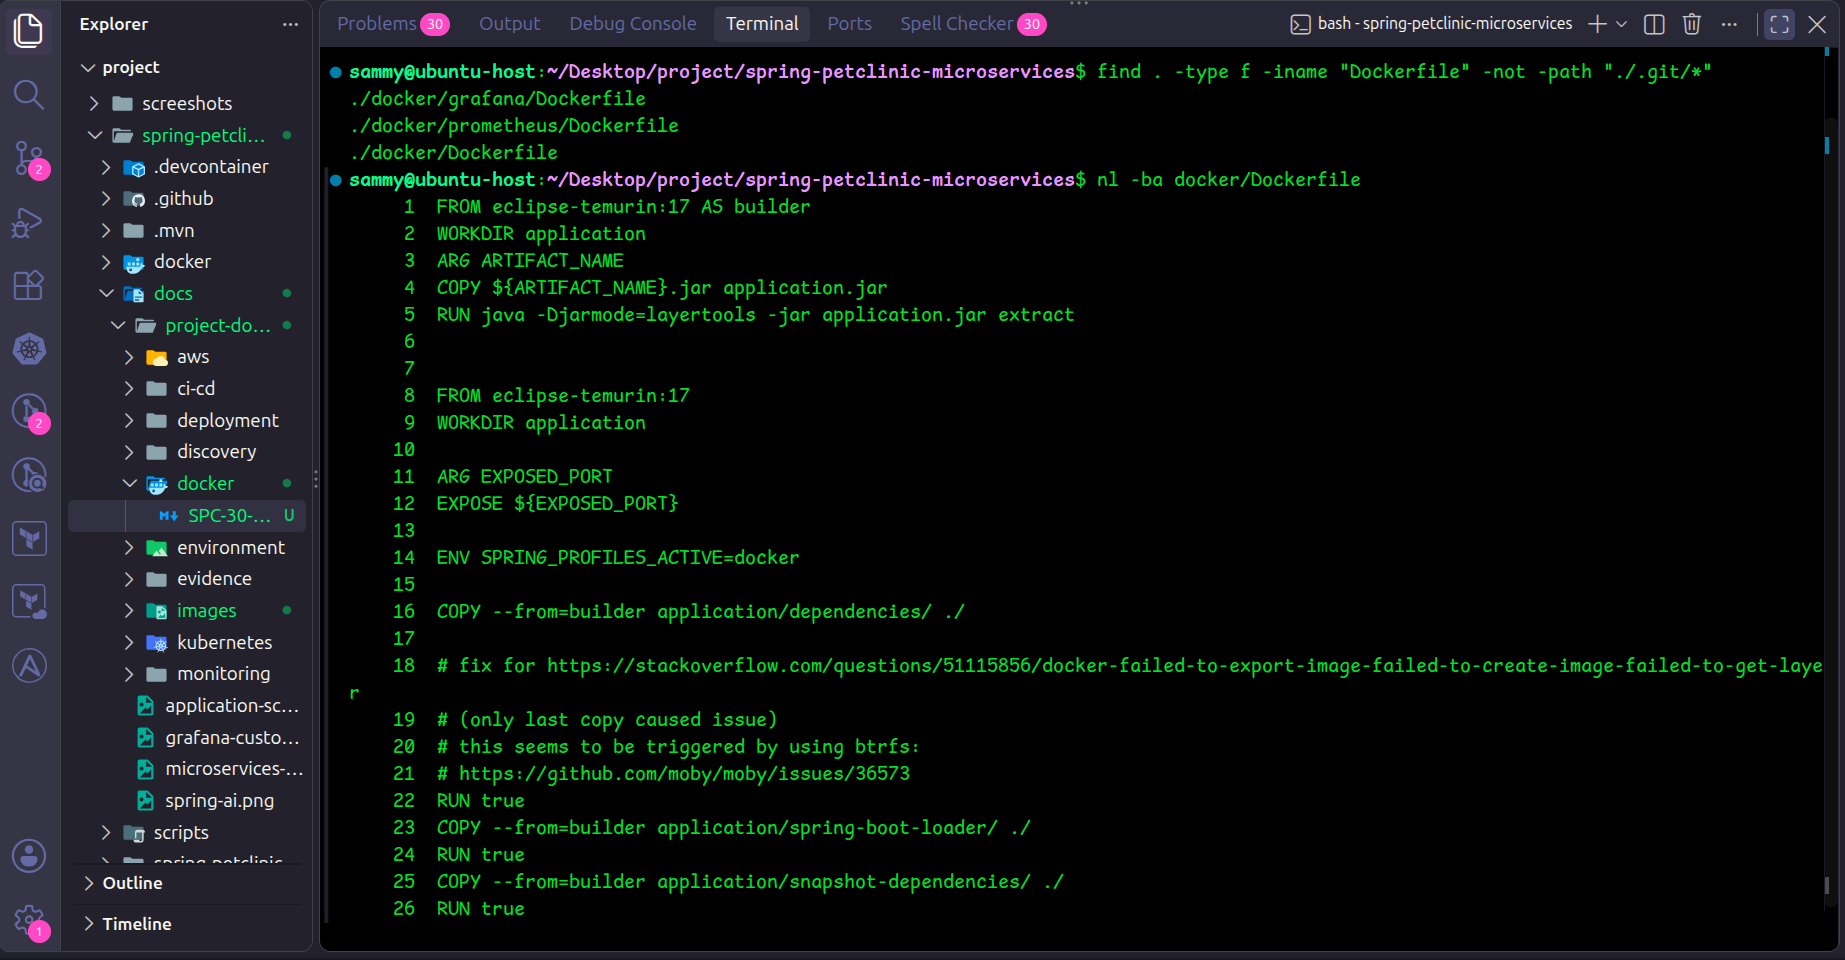 Explorer
project
screeshots
spring-petcli...
.devcontainer
.github
.mvn
docker
docs
project-do...
aws
ci-cd
deployment
discovery
docker
SPC-30-... U
environment
evidence
images
kubernetes
monitoring
application-sc...
grafana-custo...
microservices-...
spring-ai.png
scripts
spring-petclinic
Outline
Timeline
2
2
1
Problems 30 Output Debug Console Terminal Ports Spell Checker 30 bash - spring-petclinic-microservices
sammy@ubuntu-host:~/Desktop/project/spring-petclinic-microservices$ find . -type f -iname "Dockerfile" -not -path "./.git/*"
./docker/grafana/Dockerfile
./docker/prometheus/Dockerfile
./docker/Dockerfile
sammy@ubuntu-host:~/Desktop/project/spring-petclinic-microservices$ nl -ba docker/Dockerfile
1 FROM eclipse-temurin:17 AS builder
2 WORKDIR application
3 ARG ARTIFACT_NAME
4 COPY ${ARTIFACT_NAME}.jar application.jar
5 RUN java -Djarmode=layertools -jar application.jar extract
6
7
8 FROM eclipse-temurin:17
9 WORKDIR application
10
11 ARG EXPOSED_PORT
12 EXPOSE ${EXPOSED_PORT}
13
14 ENV SPRING_PROFILES_ACTIVE=docker
15
16 COPY --from=builder application/dependencies/ ./
17
18 # fix for https://stackoverflow.com/questions/51115856/docker-failed-to-export-image-failed-to-create-image-failed-to-get-laye
r
19 # (only last copy caused issue)
20 # this seems to be triggered by using btrfs:
21 # https://github.com/moby/moby/issues/36573
22 RUN true
23 COPY --from=builder application/spring-boot-loader/ ./
24 RUN true
25 COPY --from=builder application/snapshot-dependencies/ ./
26 RUN true